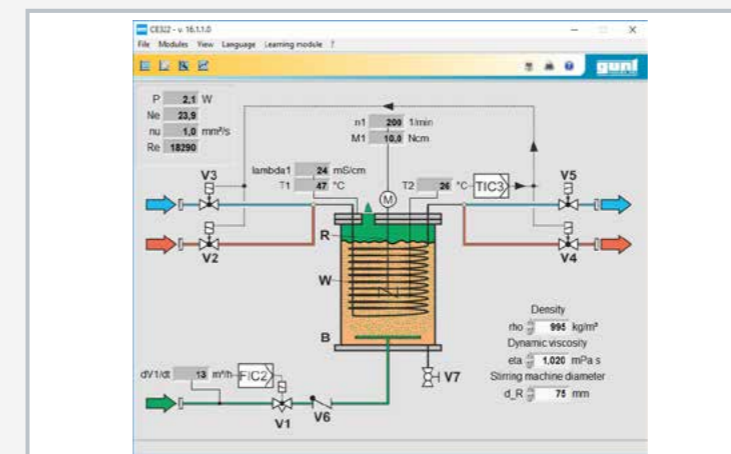 CE322 - v. 16.1.1.0
File Modules View Language Learning module ?
gunt
P 2,1 W
Ne 23,9
nu 1,0 mm²/s
Re 18290
n1 200 1/min
M1 10,0 Ncm
lambda1 24 mS/cm
T1 47 °C
T2 26 °C
TIC3
M
V3
V5
V2
V4
R
W
B
Density
rho 995 kg/m³
Dynamic viscosity
eta 1,020 mPa s
Stirring machine diameter
d_R 75 mm
dV1/dt 13 m³/h
FIC2
V7
V1
V6